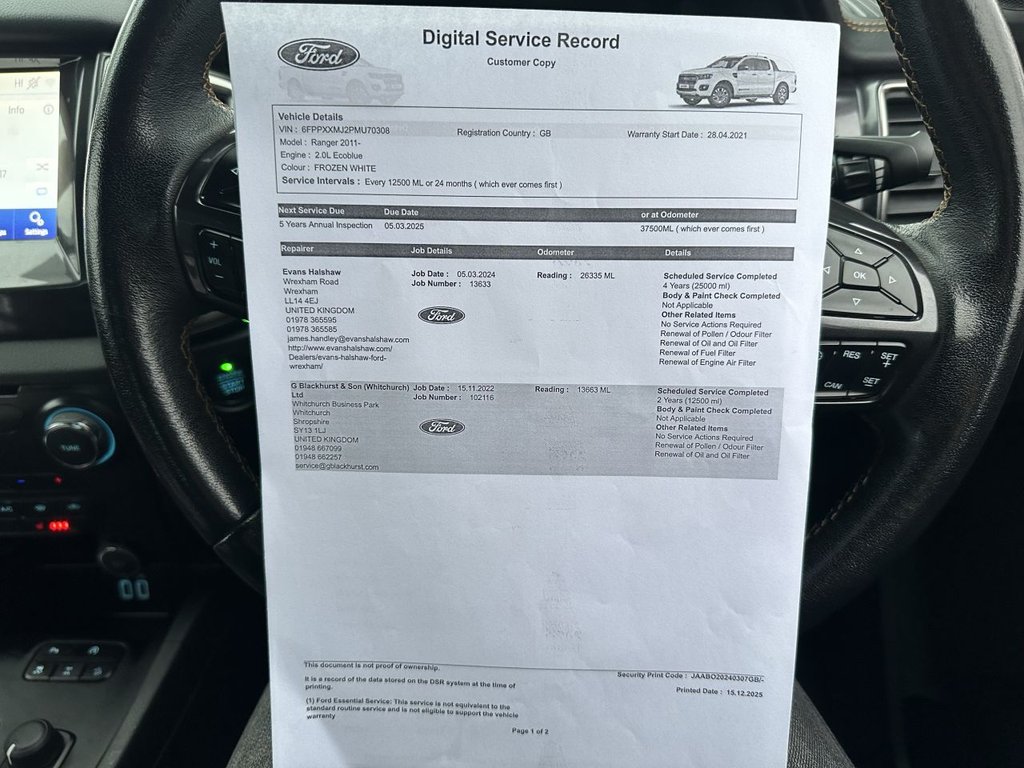 Ford
Digital Service Record
Customer Copy
Vehicle Details
VIN : 6FPPXXMJ2PMU70308
Registration Country : GB
Warranty Start Date : 28.04.2021
Model : Ranger 2011-
Engine : 2.0L Ecoblue
Colour : FROZEN WHITE
Service Intervals : Every 12500 ML or 24 months ( which ever comes first )
Next Service Due Due Date or at Odometer
5 Years Annual Inspection 05.03.2025 37500ML ( which ever comes first )
Repairer Job Details Odometer Details
Evans Halshaw
Wrexham Road
Wrexham
LL14 4EJ
UNITED KINGDOM
01978 365595
01978 365585
james.handley@evanshalshaw.com
http://www.evanshalshaw.com/
Dealers/evans-halshaw-ford-
wrexham/
Job Date : 05.03.2024
Job Number : 13633
Ford
Reading : 26335 ML
Scheduled Service Completed
4 Years (25000 ml)
Body & Paint Check Completed
Not Applicable
Other Related Items
No Service Actions Required
Renewal of Pollen / Odour Filter
Renewal of Oil and Oil Filter
Renewal of Fuel Filter
Renewal of Engine Air Filter
G Blackhurst & Son (Whitchurch)
Ltd
Whitchurch Business Park
Whitchurch
Shropshire
SY13 1LJ
UNITED KINGDOM
01948 667099
01948 662257
service@gblackhurst.com
Job Date : 15.11.2022
Job Number : 102116
Ford
Reading : 13663 ML
Scheduled Service Completed
2 Years (12500 ml)
Body & Paint Check Completed
Not Applicable
Other Related Items
No Service Actions Required
Renewal of Pollen / Odour Filter
Renewal of Oil and Oil Filter
This document is not proof of ownership.
It is a record of the data stored on the DSR system at the time of
printing.
(1) Ford Essential Service: This service is not equivalent to the
standard routine service and is not eligible to support the vehicle
warranty
Security Print Code : JAABO20240307GB/-
Printed Date : 15.12.2025
Page 1 of 2
HI
Info
Settings
+
VOL
-
TUNE
A/C
OK
RES
SET
+
CAN
SET